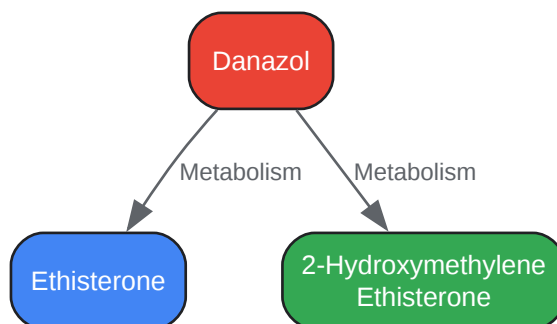 Danazol
Metabolism
Metabolism
Ethisterone
2-Hydroxymethylene
Ethisterone